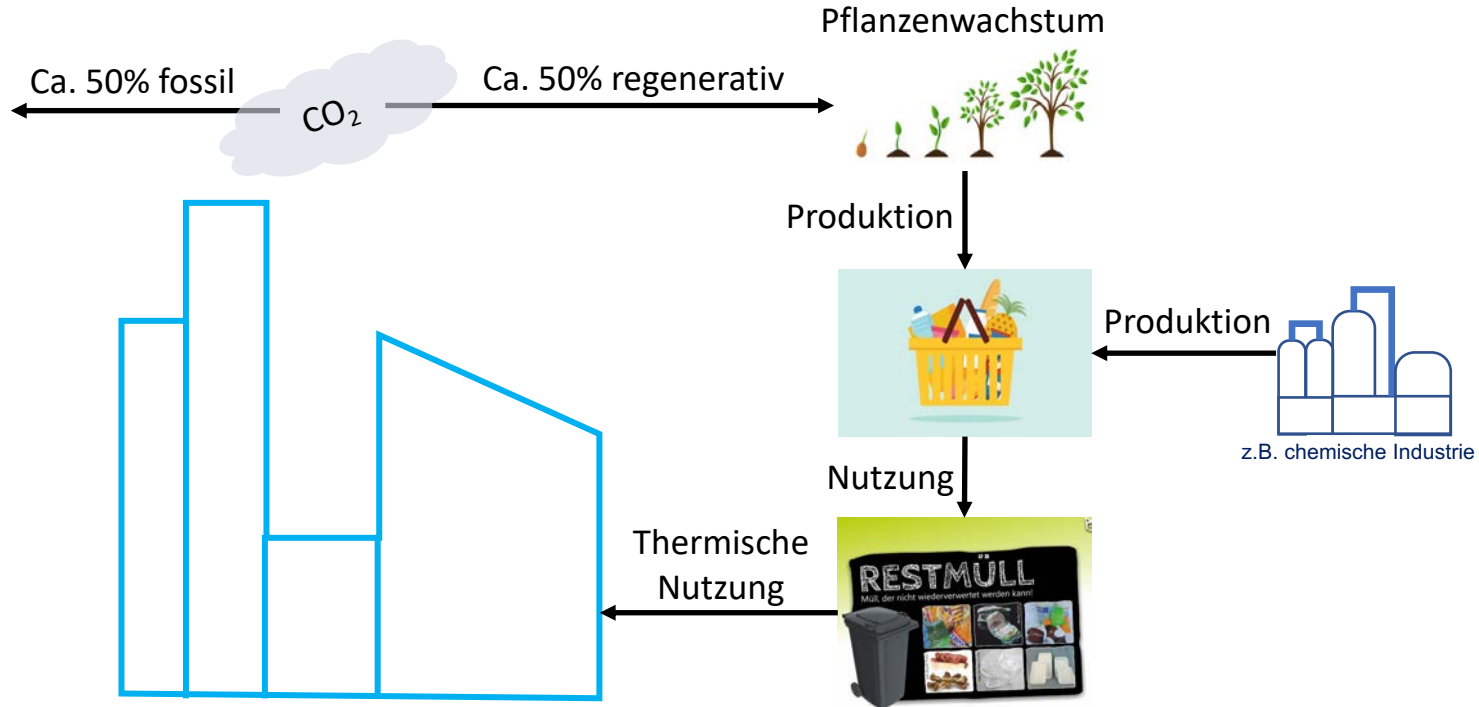 Pflanzenwachstum
Ca. 50% fossil
Ca. 50% regenerativ
CO₂
Produktion
Produktion
z.B. chemische Industrie
Nutzung
Thermische
Nutzung
RESTMÜLL
Müll, der nicht wiederverwertet werden kann!